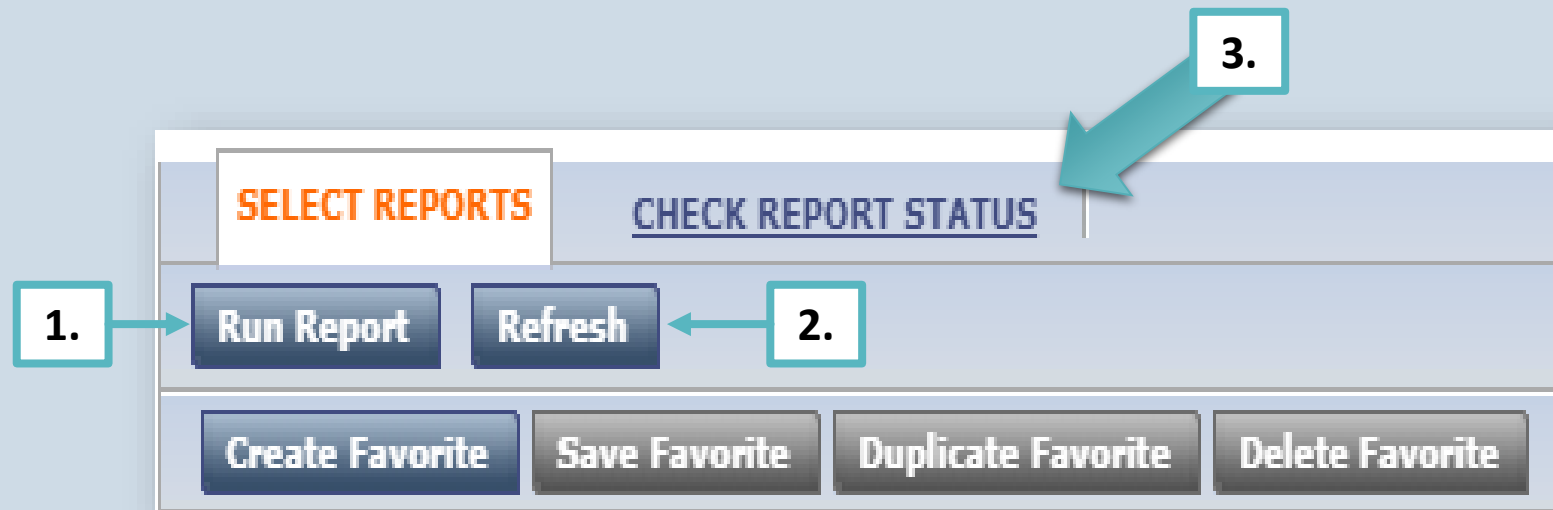 3.
SELECT REPORTS CHECK REPORT STATUS
1. Run Report Refresh 2.
Create Favorite Save Favorite Duplicate Favorite Delete Favorite